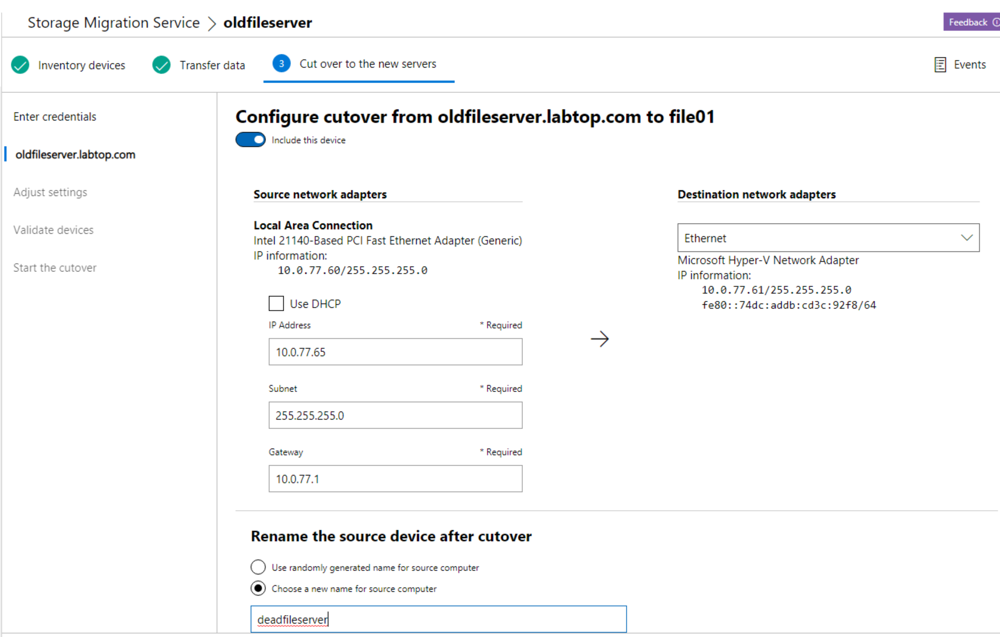 Storage Migration Service > oldfileserver
Feedback
Inventory devices
Transfer data
3 Cut over to the new servers
Events
Enter credentials
oldfileserver.labtop.com
Adjust settings
Validate devices
Start the cutover
Configure cutover from oldfileserver.labtop.com to file01
Include this device
Source network adapters
Local Area Connection
Intel 21140-Based PCI Fast Ethernet Adapter (Generic)
IP information:
10.0.77.60/255.255.255.0
Use DHCP
IP Address * Required
10.0.77.65
Subnet * Required
255.255.255.0
Gateway * Required
10.0.77.1
Destination network adapters
Ethernet
Microsoft Hyper-V Network Adapter
IP information:
10.0.77.61/255.255.255.0
fe80::74dc:addb:cd3c:92f8/64
Rename the source device after cutover
Use randomly generated name for source computer
Choose a new name for source computer
deadfileserver